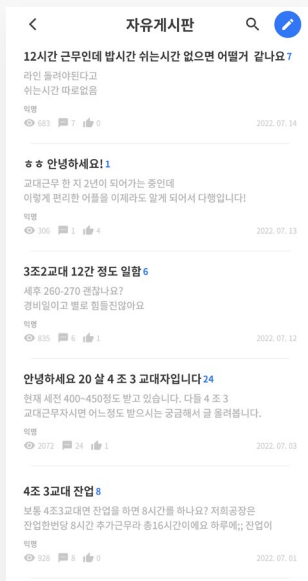 자유게시판
12시간 근무인데 밥시간 쉬는시간 없으면 어떨거 같나요 7
라인 돌려야된다고
쉬는시간 따로없음
익명
683 7 0 2022. 07. 14
ㅎㅎ 안녕하세요! 1
교대근무 한 지 2년이 되어가는 중인데
이렇게 편리한 어플을 이제라도 알게 되어서 다행입니다!
익명
306 1 4 2022. 07. 13
3조2교대 12간 정도 일함 6
세후 260-270 괜찮나요?
경비일이고 별로 힘들진않아요
익명
835 6 1 2022. 07. 12
안녕하세요 20 살 4 조 3 교대자입니다 24
현재 세전 400~450정도 받고 있습니다. 다들 4 조 3
교대근무자시면 어느정도 받으시는 궁금해서 글 올려봅니다.
익명
2072 24 1 2022. 07. 03
4조 3교대 잔업 8
보통 4조3교대면 잔업을 하면 8시간를 하나요? 저희공장은
잔업한번당 8시간 추가근무라 총16시간이에요 하루에;; 잔업이
익명
926 8 0 2022. 07. 01